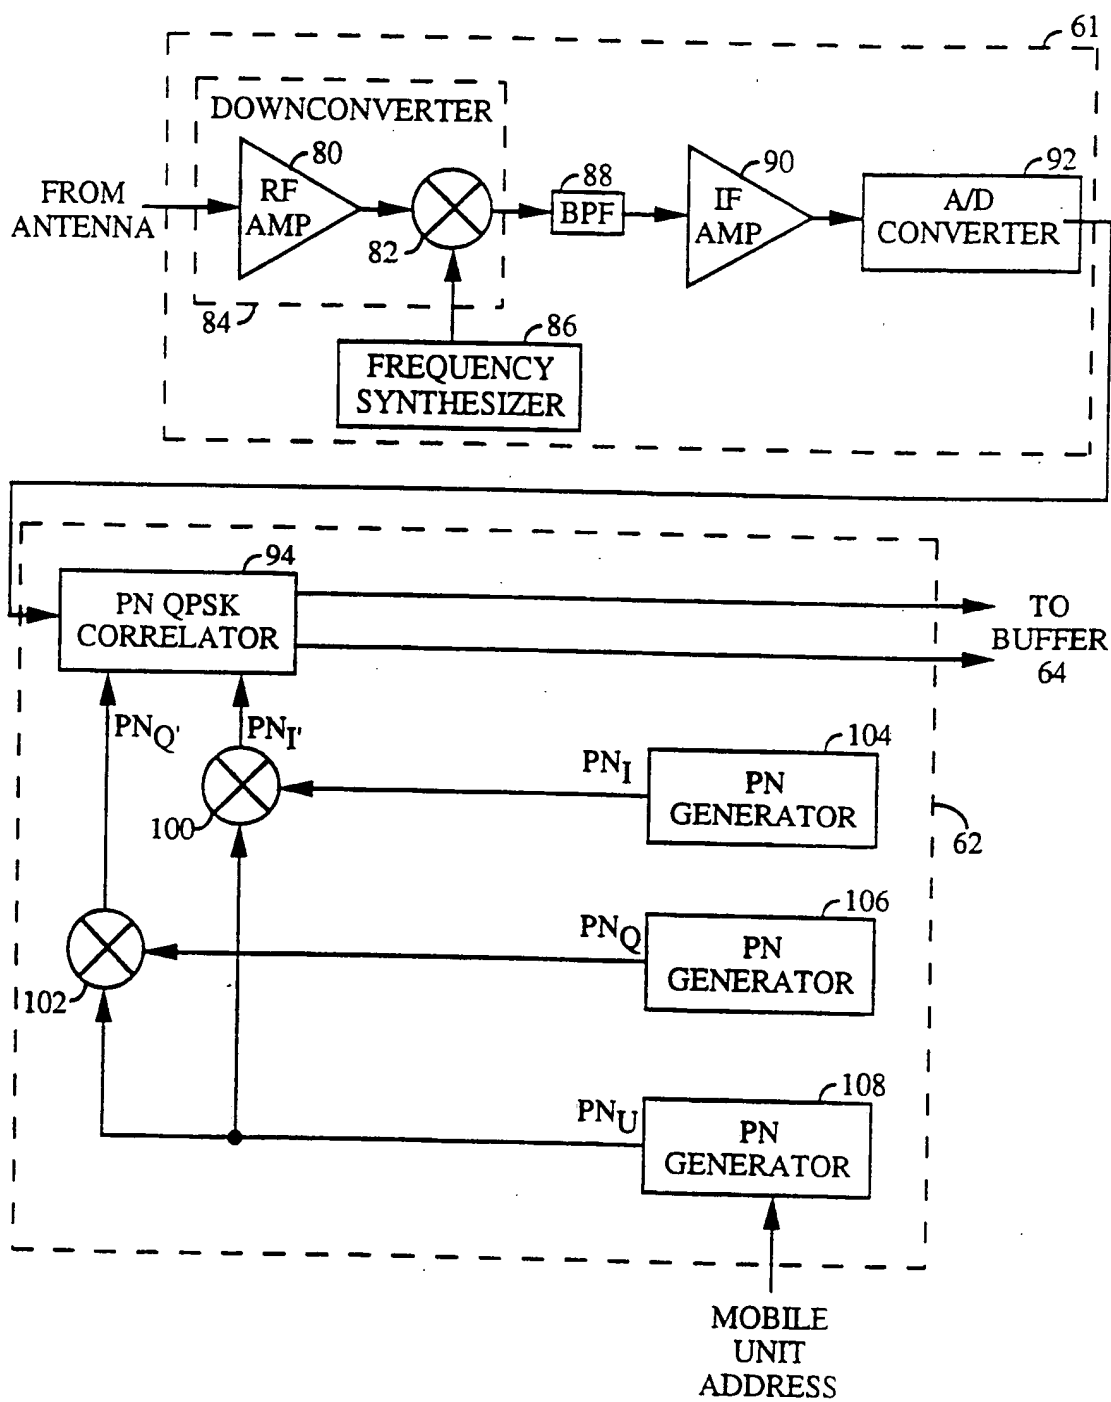 61
DOWNCONVERTER
80
RF
AMP
82
84
FROM
ANTENNA
88
BPF
90
IF
AMP
92
A/D
CONVERTER
86
FREQUENCY
SYNTHESIZER
94
PN QPSK
CORRELATOR
TO
BUFFER
64
PNQ'
PNI'
100
PNI
104
PN
GENERATOR
62
102
PNQ
106
PN
GENERATOR
PNU
108
PN
GENERATOR
MOBILE
UNIT
ADDRESS